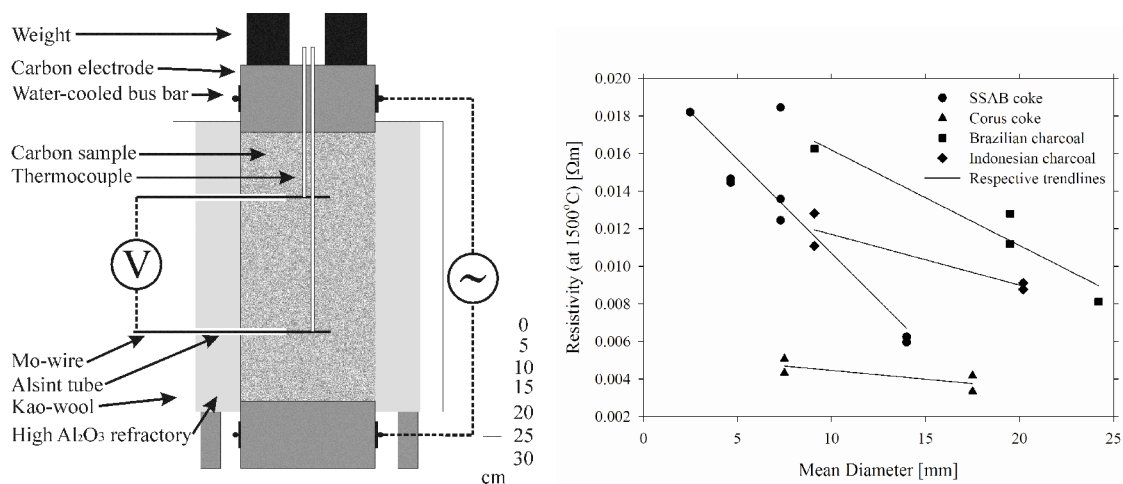 Weight
Carbon electrode
Water-cooled bus bar
Carbon sample
Thermocouple
V
~
Mo-wire
Alsint tube
Kao-wool
High Al₂O₃ refractory
0
5
10
15
20
25
30
cm
Resistivity (at 1500°C) [Ωm]
0.020
0.018
0.016
0.014
0.012
0.010
0.008
0.006
0.004
0.002
SSAB coke
Corus coke
Brazilian charcoal
Indonesian charcoal
Respective trendlines
0 5 10 15 20 25
Mean Diameter [mm]